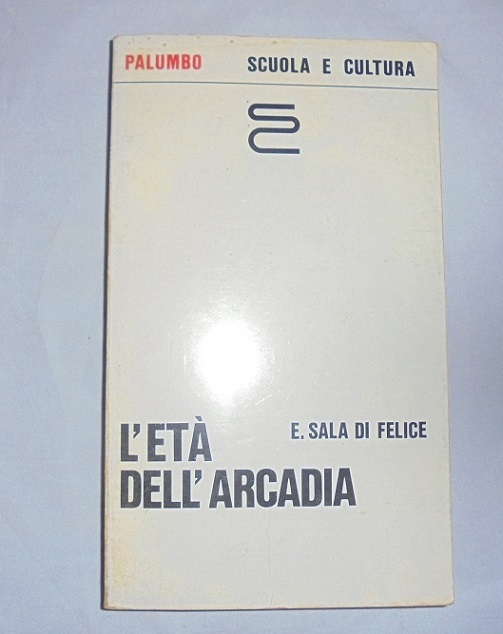 PALUMBO SCUOLA E CULTURA
E. SALA DI FELICE
L'ETÀ
DELL'ARCADIA